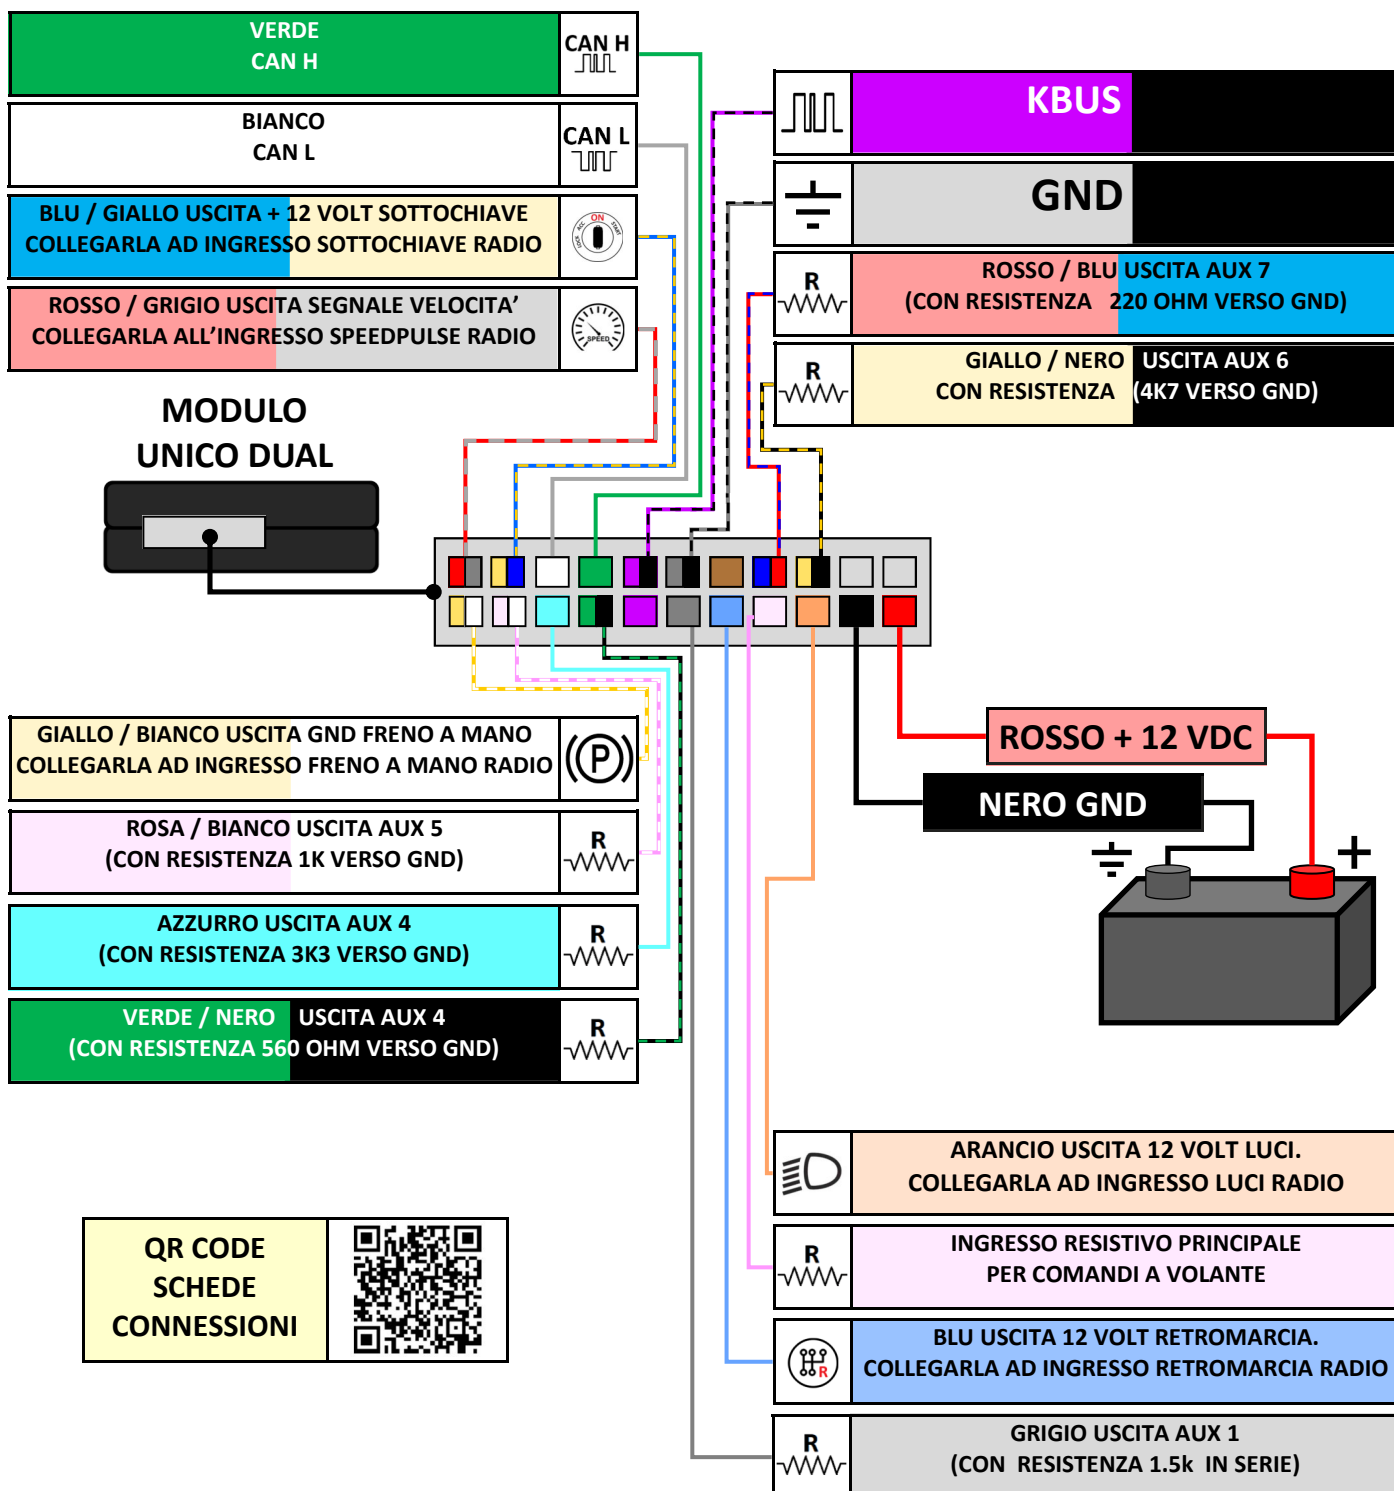 VERDE
CAN H
CAN H
BIANCO
CAN L
CAN L
BLU / GIALLO USCITA + 12 VOLT SOTTOCHIAVE
COLLEGARLA AD INGRESSO SOTTOCHIAVE RADIO
LOCK ACC ON START
ROSSO / GRIGIO USCITA SEGNALE VELOCITA’
COLLEGARLA ALL’INGRESSO SPEEDPULSE RADIO
SPEED
KBUS
GND
ROSSO / BLU USCITA AUX 7
(CON RESISTENZA 220 OHM VERSO GND)
R
GIALLO / NERO USCITA AUX 6
CON RESISTENZA (4K7 VERSO GND)
R
MODULO
UNICO DUAL
GIALLO / BIANCO USCITA GND FRENO A MANO
COLLEGARLA AD INGRESSO FRENO A MANO RADIO
P
ROSA / BIANCO USCITA AUX 5
(CON RESISTENZA 1K VERSO GND)
R
AZZURRO USCITA AUX 4
(CON RESISTENZA 3K3 VERSO GND)
R
VERDE / NERO USCITA AUX 4
(CON RESISTENZA 560 OHM VERSO GND)
R
ROSSO + 12 VDC
NERO GND
+
ARANCIO USCITA 12 VOLT LUCI.
COLLEGARLA AD INGRESSO LUCI RADIO
R
INGRESSO RESISTIVO PRINCIPALE
PER COMANDI A VOLANTE
R
BLU USCITA 12 VOLT RETROMARCIA.
COLLEGARLA AD INGRESSO RETROMARCIA RADIO
R
GRIGIO USCITA AUX 1
(CON RESISTENZA 1.5k IN SERIE)
QR CODE
SCHEDE
CONNESSIONI